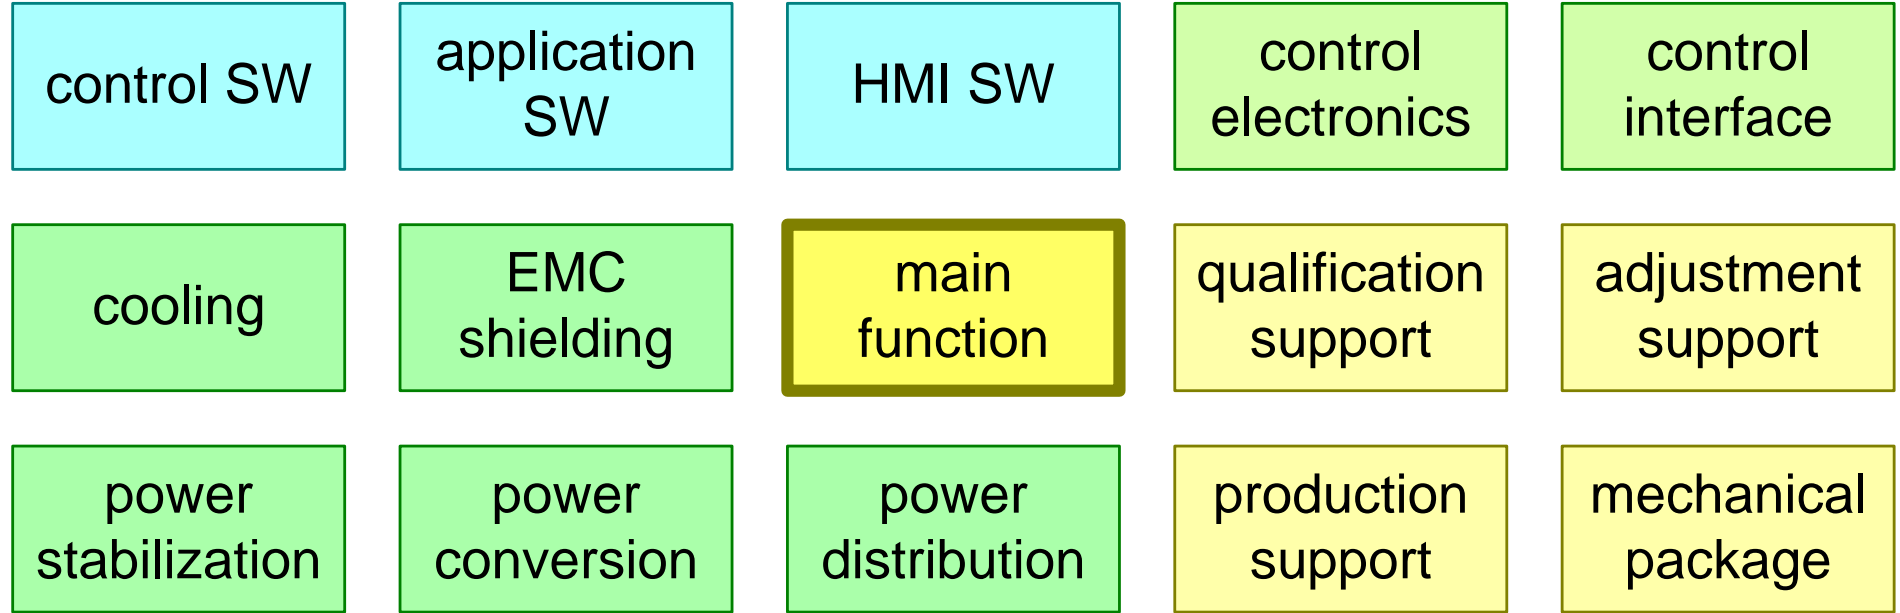 control SW
application
SW
HMI SW
control
electronics
control
interface
cooling
EMC
shielding
main
function
qualification
support
adjustment
support
power
stabilization
power
conversion
power
distribution
production
support
mechanical
package